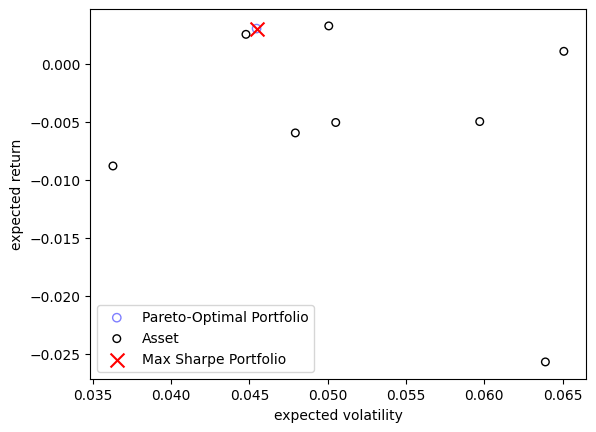 expected return
0.000
−0.005
−0.010
−0.015
−0.020
−0.025
Pareto-Optimal Portfolio
Asset
Max Sharpe Portfolio
0.035 0.040 0.045 0.050 0.055 0.060 0.065
expected volatility